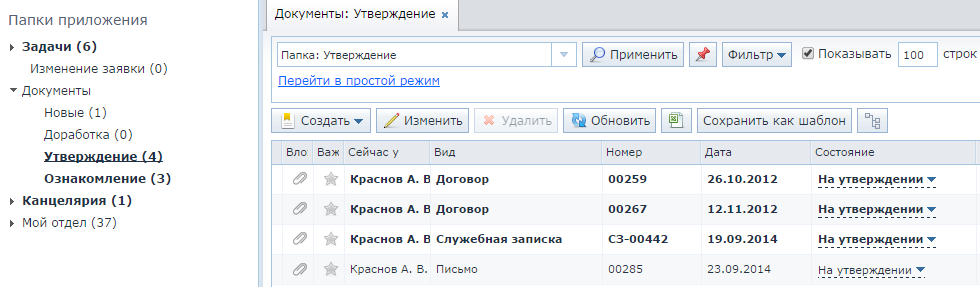 Папки приложения
Задачи (6)
Изменение заявки (0)
Документы
Новые (1)
Доработка (0)
Утверждение (4)
Ознакомление (3)
Канцелярия (1)
Мой отдел (37)
Документы: Утверждение ×
Папка: Утверждение Применить Фильтр Показывать 100 строк
Перейти в простой режим
Создать Изменить Удалить Обновить Сохранить как шаблон
Вло Важ Сейчас у Вид Номер Дата Состояние
Краснов А. В Договор 00259 26.10.2012 На утверждении
Краснов А. В Договор 00267 12.11.2012 На утверждении
Краснов А. В Служебная записка СЗ-00442 19.09.2014 На утверждении
Краснов А. В. Письмо 00285 23.09.2014 На утверждении